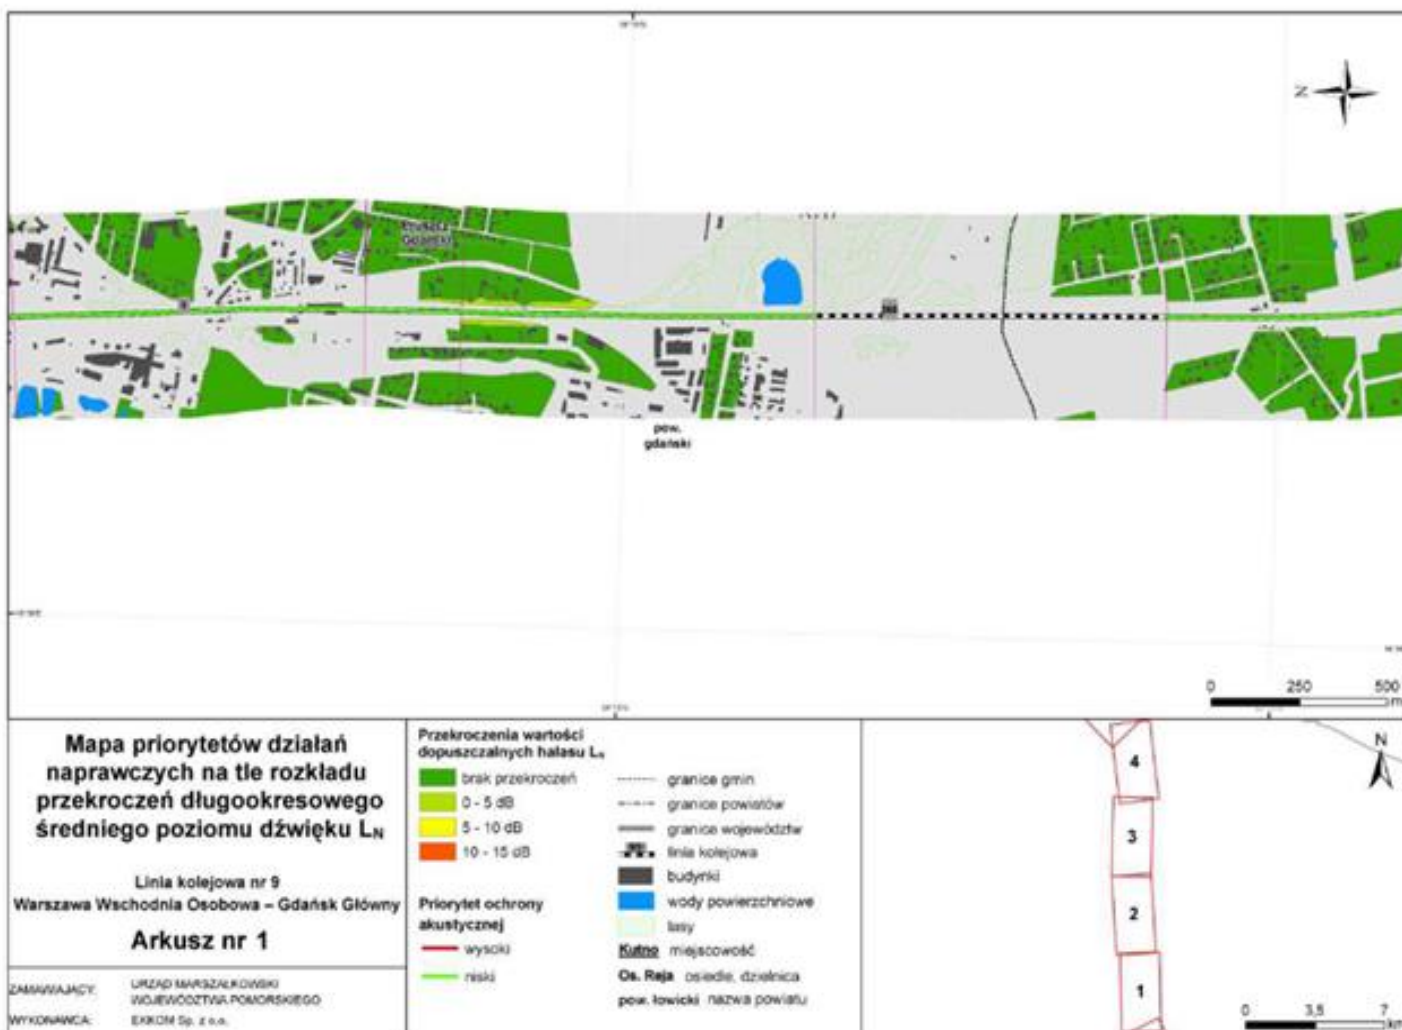 N
Pruszcz
Gdański
pow.
gdański
0 250 500
m
Mapa priorytetów działań
naprawczych na tle rozkładu
przekroczeń długookresowego
średniego poziomu dźwięku LN
Linia kolejowa nr 9
Warszawa Wschodnia Osobowa – Gdańsk Główny
Arkusz nr 1
ZAMAWIAJĄCY: URZĄD MARSZAŁKOWSKI
WOJEWÓDZTWA POMORSKIEGO
WYKONAWCA: EKKOM Sp. z o.o.
Przekroczenia wartości
dopuszczalnych hałasu LN
brak przekroczeń
0 - 5 dB
5 - 10 dB
10 - 15 dB
Priorytet ochrony
akustycznej
wysoki
niski
granice gmin
granice powiatów
granice województw
linia kolejowa
budynki
wody powierzchniowe
lasy
Kutno miejscowość
Os. Reja osiedle, dzielnica
pow. łowicki nazwa powiatu
N
4
3
2
1
0 3,5 7
km